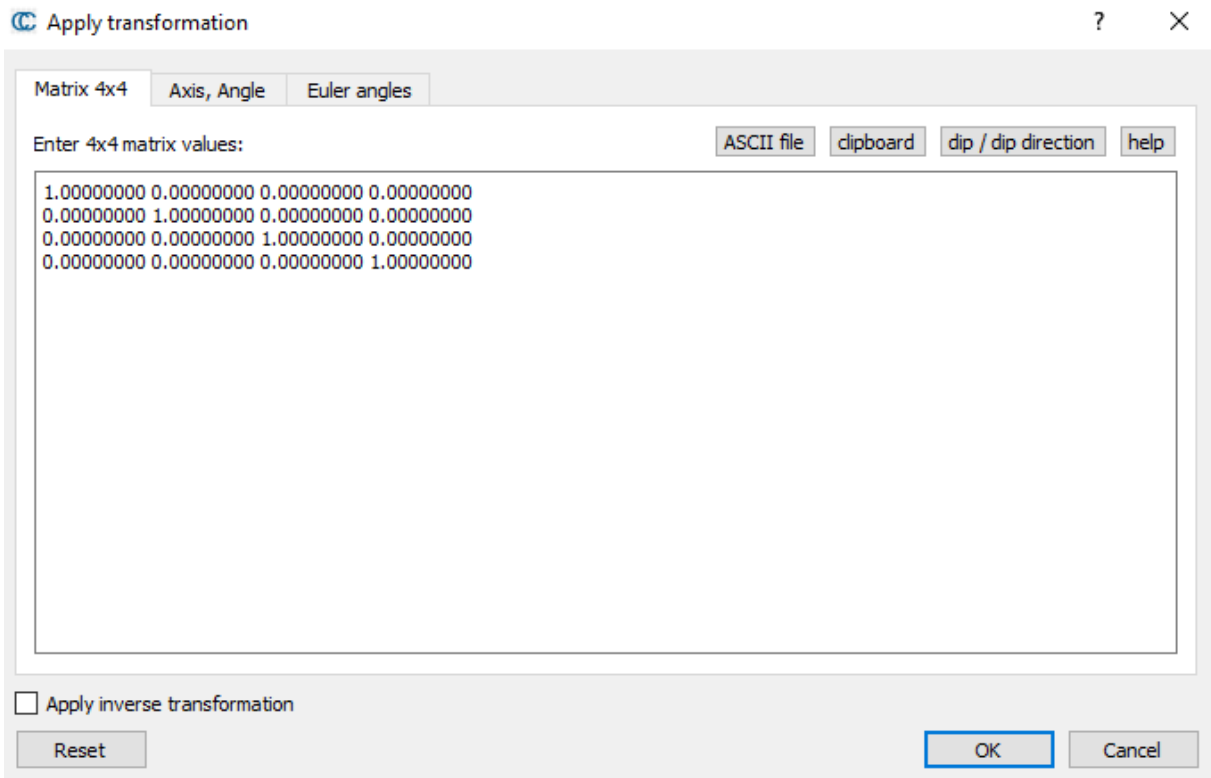 Apply transformation
Matrix 4x4 Axis, Angle Euler angles
Enter 4x4 matrix values: ASCII file clipboard dip / dip direction help
1.00000000 0.00000000 0.00000000 0.00000000
0.00000000 1.00000000 0.00000000 0.00000000
0.00000000 0.00000000 1.00000000 0.00000000
0.00000000 0.00000000 0.00000000 1.00000000
Apply inverse transformation
Reset OK Cancel